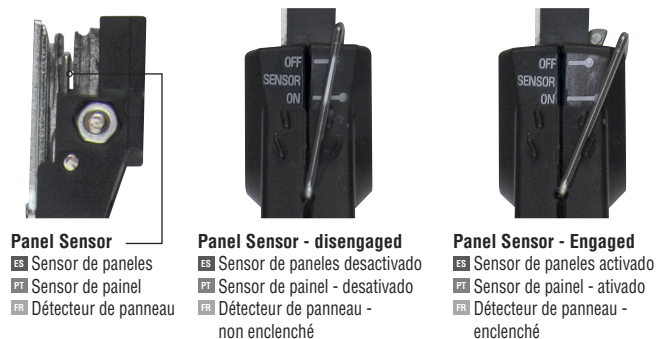 OFF
SENSOR
ON
OFF
SENSOR
ON
Panel Sensor
ES Sensor de paneles
PT Sensor de painel
FR Détecteur de panneau
Panel Sensor - disengaged
ES Sensor de paneles desactivado
PT Sensor de painel - desativado
FR Détecteur de panneau -
non enclenché
Panel Sensor - Engaged
ES Sensor de paneles activado
PT Sensor de painel - ativado
FR Détecteur de panneau -
enclenché